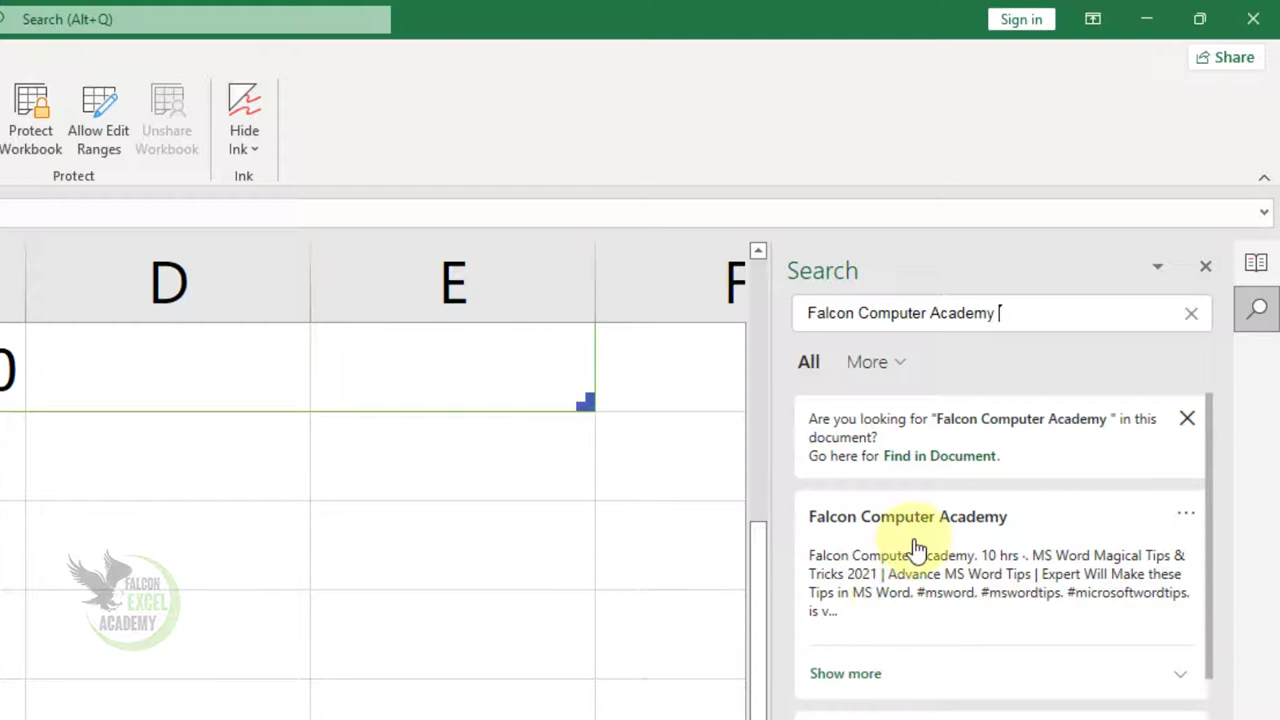 Search (Alt+Q)
Sign in
Share
Protect Workbook
Allow Edit Ranges
Unshare Workbook
Hide Ink
Protect
Ink
D E F
0
Search
Falcon Computer Academy
All More
Are you looking for "Falcon Computer Academy " in this
document?
Go here for Find in Document.
Falcon Computer Academy
Falcon Computer Academy. 10 hrs ·. MS Word Magical Tips &
Tricks 2021 | Advance MS Word Tips | Expert Will Make these
Tips in MS Word. #msword. #mswordtips. #microsoftwordtips.
is v...
Show more
FALCON
EXCEL
ACADEMY